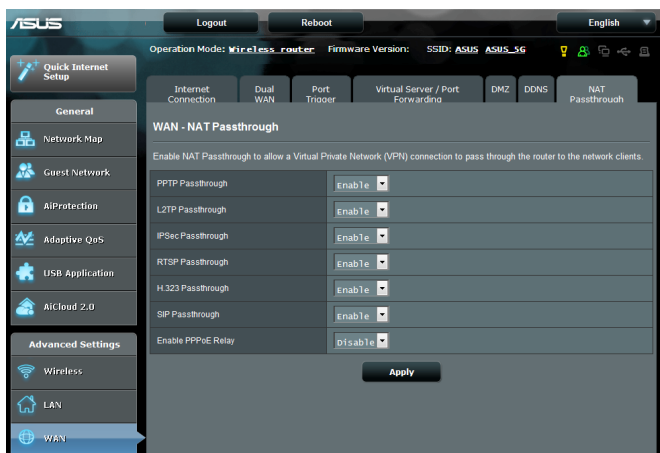 ASUS
Logout
Reboot
English
Operation Mode: Wireless router Firmware Version: SSID: ASUS ASUS_5G
Quick Internet
Setup
General
Network Map
Guest Network
AiProtection
Adaptive QoS
USB Application
AiCloud 2.0
Advanced Settings
Wireless
LAN
WAN
Internet
Connection
Dual
WAN
Port
Trigger
Virtual Server / Port
Forwarding
DMZ
DDNS
NAT
Passthrough
WAN - NAT Passthrough
Enable NAT Passthrough to allow a Virtual Private Network (VPN) connection to pass through the router to the network clients.
PPTP Passthrough Enable
L2TP Passthrough Enable
IPSec Passthrough Enable
RTSP Passthrough Enable
H.323 Passthrough Enable
SIP Passthrough Enable
Enable PPPoE Relay Disable
Apply